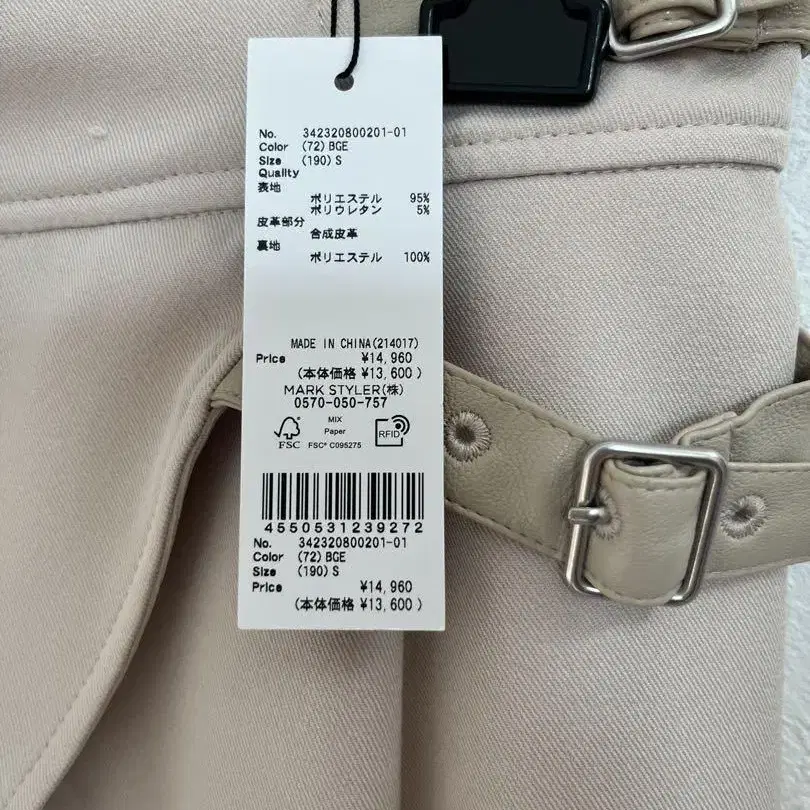 No. 342320800201-01
Color (72) BGE
Size (190) S
Quality
表地
ポリエステル 95%
ポリウレタン 5%
皮革部分
合成皮革
裏地
ポリエステル 100%
MADE IN CHINA(214017)
Price ¥14,960
(本体価格 ¥13,600 )
MARK STYLER(株)
0570-050-757
FSC
MIX
Paper
FSC® C095275
RFID
4550531239272
No. 342320800201-01
Color (72) BGE
Size (190) S
Price ¥14,960
(本体価格 ¥13,600 )